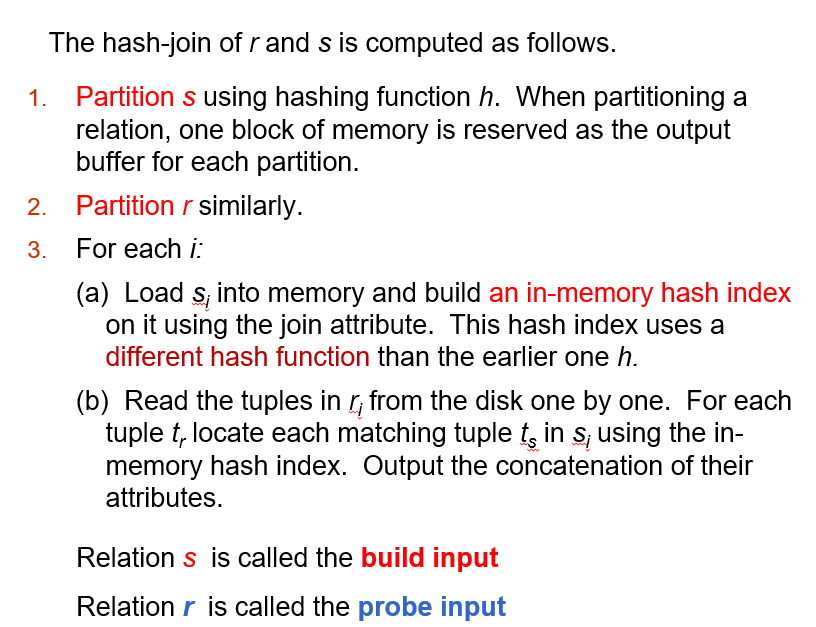 The hash-join of r and s is computed as follows.
1. Partition s using hashing function h. When partitioning a
relation, one block of memory is reserved as the output
buffer for each partition.
2. Partition r similarly.
3. For each i:
(a) Load si into memory and build an in-memory hash index
on it using the join attribute. This hash index uses a
different hash function than the earlier one h.
(b) Read the tuples in ri from the disk one by one. For each
tuple tr locate each matching tuple ts in si using the in-
memory hash index. Output the concatenation of their
attributes.
Relation s is called the build input
Relation r is called the probe input